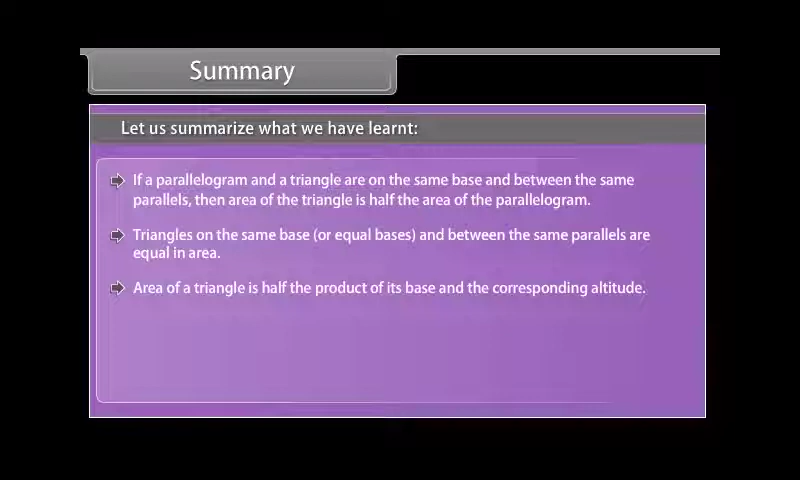 Summary
Let us summarize what we have learnt:
If a parallelogram and a triangle are on the same base and between the same
parallels, then area of the triangle is half the area of the parallelogram.
Triangles on the same base (or equal bases) and between the same parallels are
equal in area.
Area of a triangle is half the product of its base and the corresponding altitude.